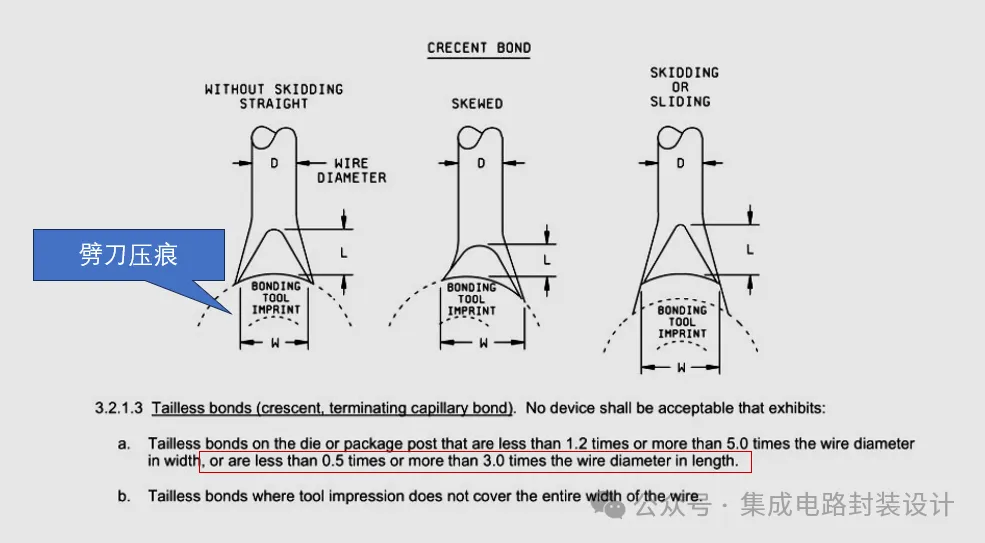 CRECENT BOND
WITHOUT SKIDDING
STRAIGHT
SKEWED
SKIDDING
OR
SLIDING
D
WIRE
DIAMETER
D
D
L
L
L
劈刀压痕
BONDING
TOOL
IMPRINT
BONDING
TOOL
IMPRINT
BONDING
TOOL
IMPRINT
W
W
W
3.2.1.3 Tailless bonds (crescent, terminating capillary bond). No device shall be acceptable that exhibits:
a. Tailless bonds on the die or package post that are less than 1.2 times or more than 5.0 times the wire diameter
in width, or are less than 0.5 times or more than 3.0 times the wire diameter in length.
b. Tailless bonds where tool impression does not cover the entire width of the wire.
公众号 · 集成电路封装设计